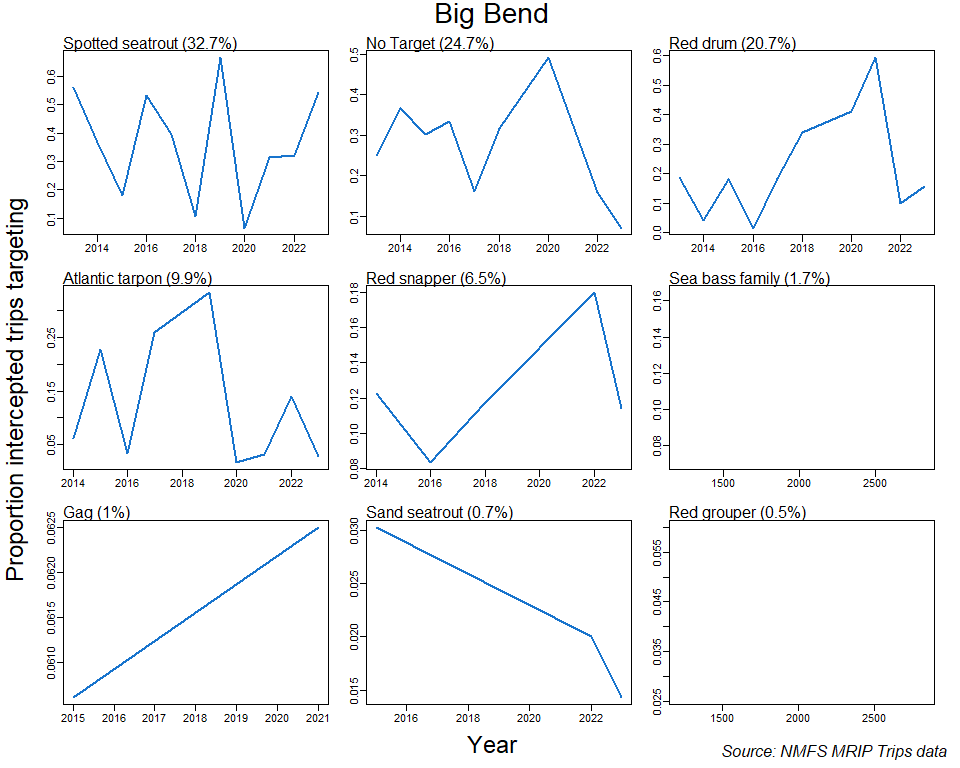 Big Bend
Proportion intercepted trips targeting
Spotted seatrout (32.7%)
0.6
0.5
0.4
0.3
0.2
0.1
2014 2016 2018 2020 2022
No Target (24.7%)
0.5
0.4
0.3
0.2
0.1
2014 2016 2018 2020 2022
Red drum (20.7%)
0.6
0.5
0.4
0.3
0.2
0.1
0.0
2014 2016 2018 2020 2022
Atlantic tarpon (9.9%)
0.25
0.15
0.05
2014 2016 2018 2020 2022
Red snapper (6.5%)
0.18
0.16
0.14
0.12
0.10
0.08
2014 2016 2018 2020 2022
Sea bass family (1.7%)
0.16
0.14
0.12
0.10
0.08
1500 2000 2500
Gag (1%)
0.0625
0.0620
0.0615
0.0610
2015 2016 2017 2018 2019 2020 2021
Sand seatrout (0.7%)
0.030
0.025
0.020
0.015
2016 2018 2020 2022
Red grouper (0.5%)
0.055
0.045
0.035
0.025
1500 2000 2500
Year
Source: NMFS MRIP Trips data